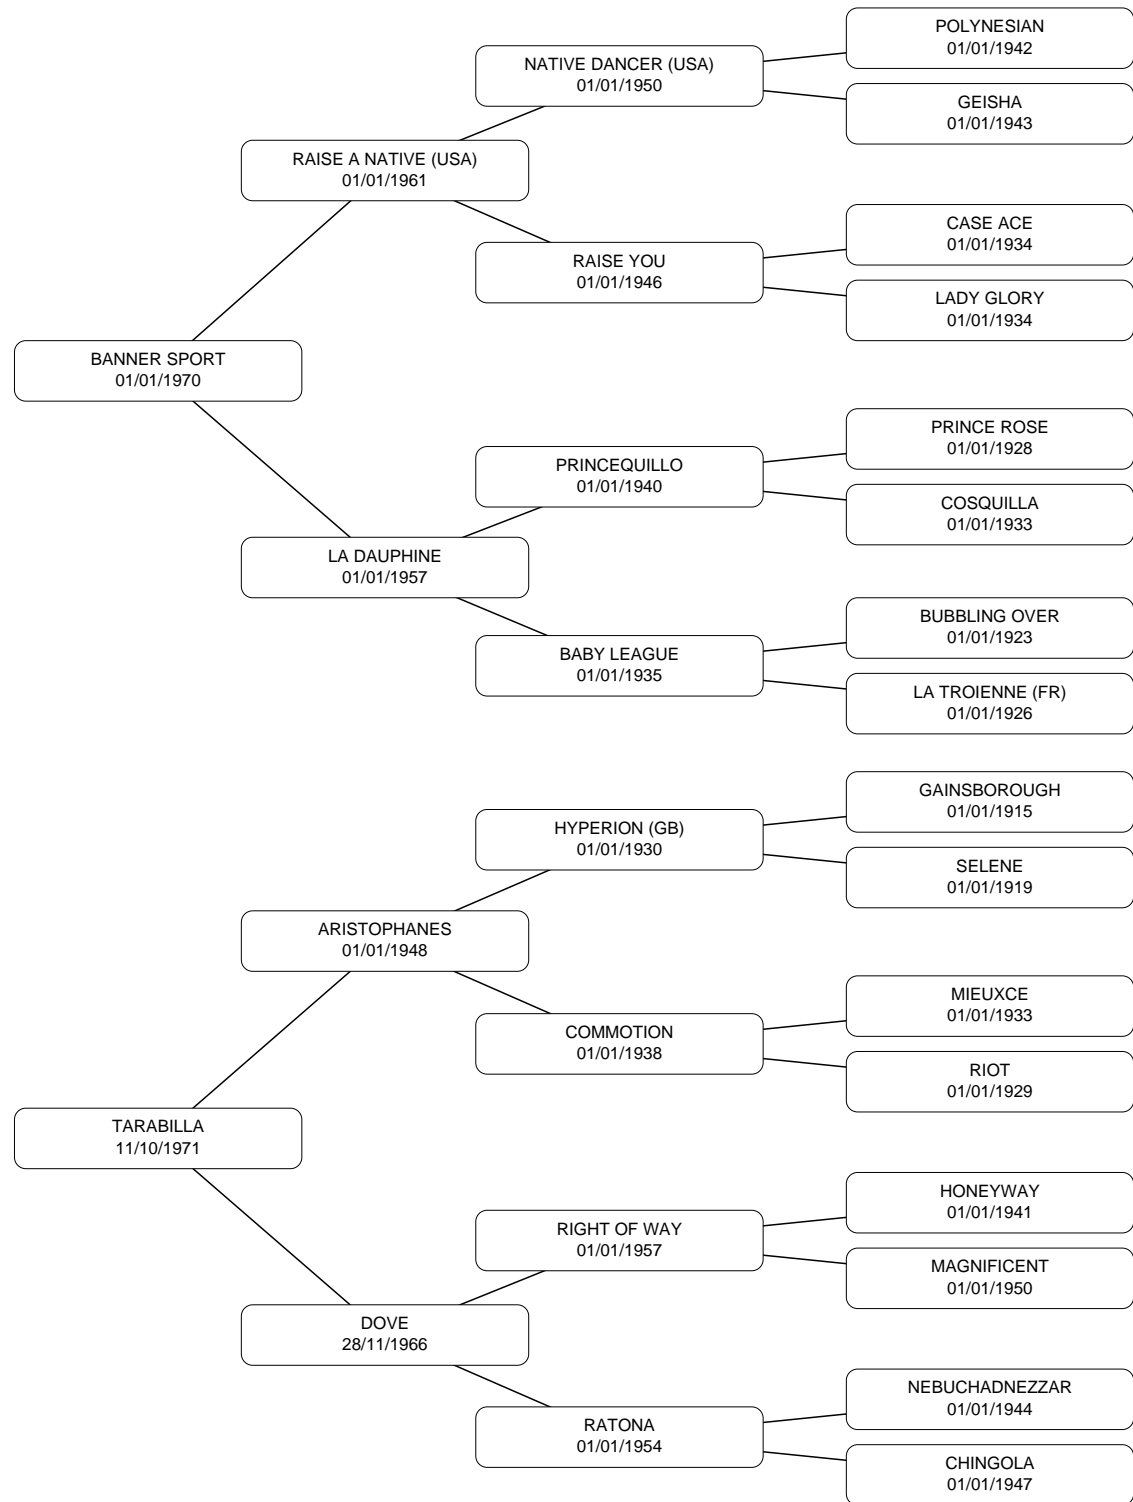 POLYNESIAN
01/01/1942
NATIVE DANCER (USA)
01/01/1950
GEISHA
01/01/1943
RAISE A NATIVE (USA)
01/01/1961
CASE ACE
01/01/1934
RAISE YOU
01/01/1946
LADY GLORY
01/01/1934
BANNER SPORT
01/01/1970
PRINCE ROSE
01/01/1928
PRINCEQUILLO
01/01/1940
COSQUILLA
01/01/1933
LA DAUPHINE
01/01/1957
BUBBLING OVER
01/01/1923
BABY LEAGUE
01/01/1935
LA TROIENNE (FR)
01/01/1926
GAINSBOROUGH
01/01/1915
HYPERION (GB)
01/01/1930
SELENE
01/01/1919
ARISTOPHANES
01/01/1948
MIEUXCE
01/01/1933
COMMOTION
01/01/1938
RIOT
01/01/1929
TARABILLA
11/10/1971
HONEYWAY
01/01/1941
RIGHT OF WAY
01/01/1957
MAGNIFICENT
01/01/1950
DOVE
28/11/1966
NEBUCHADNEZZAR
01/01/1944
RATONA
01/01/1954
CHINGOLA
01/01/1947